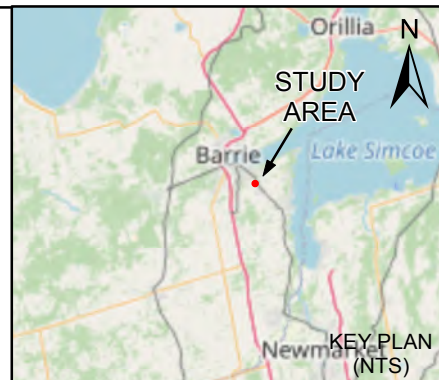 Orillia
N
STUDY
AREA
Barrie
Lake Simcoe
KEY PLAN
Newmarket
(NTS)